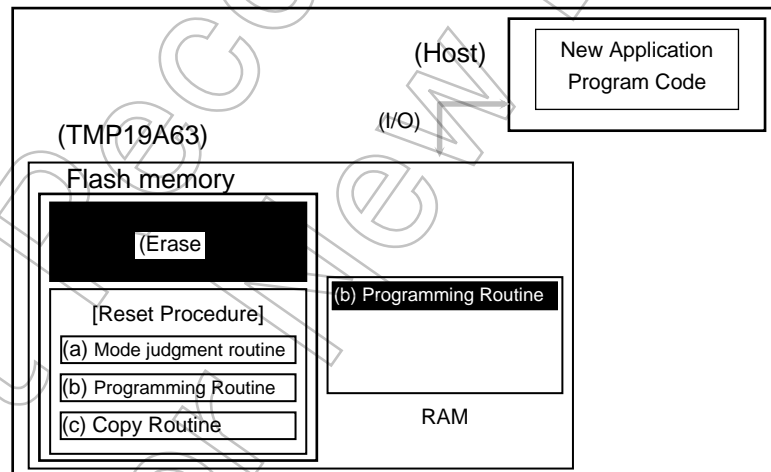 (Host)
New Application
Program Code
(I/O)
(TMP19A63)
Flash memory
(Erase
[Reset Procedure]
(a) Mode judgment routine
(b) Programming Routine
(c) Copy Routine
(b) Programming Routine
RAM